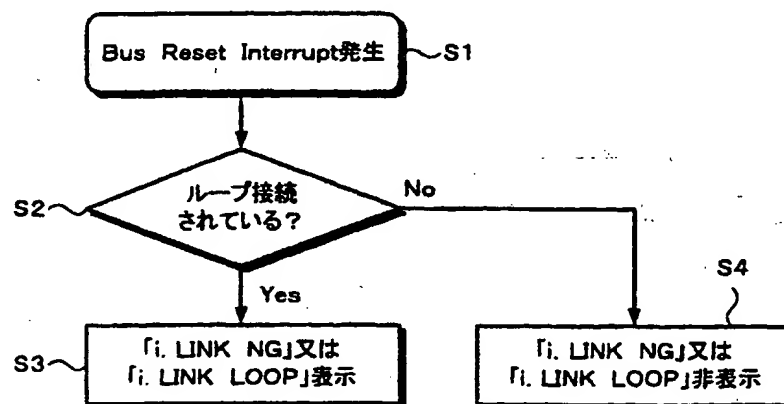 Bus Reset Interrupt発生
S1
ループ接続
されている？
S2
No
Yes
S4
S3
「i. LINK NG」又は
「i. LINK LOOP」表示
「i. LINK NG」又は
「i. LINK LOOP」非表示